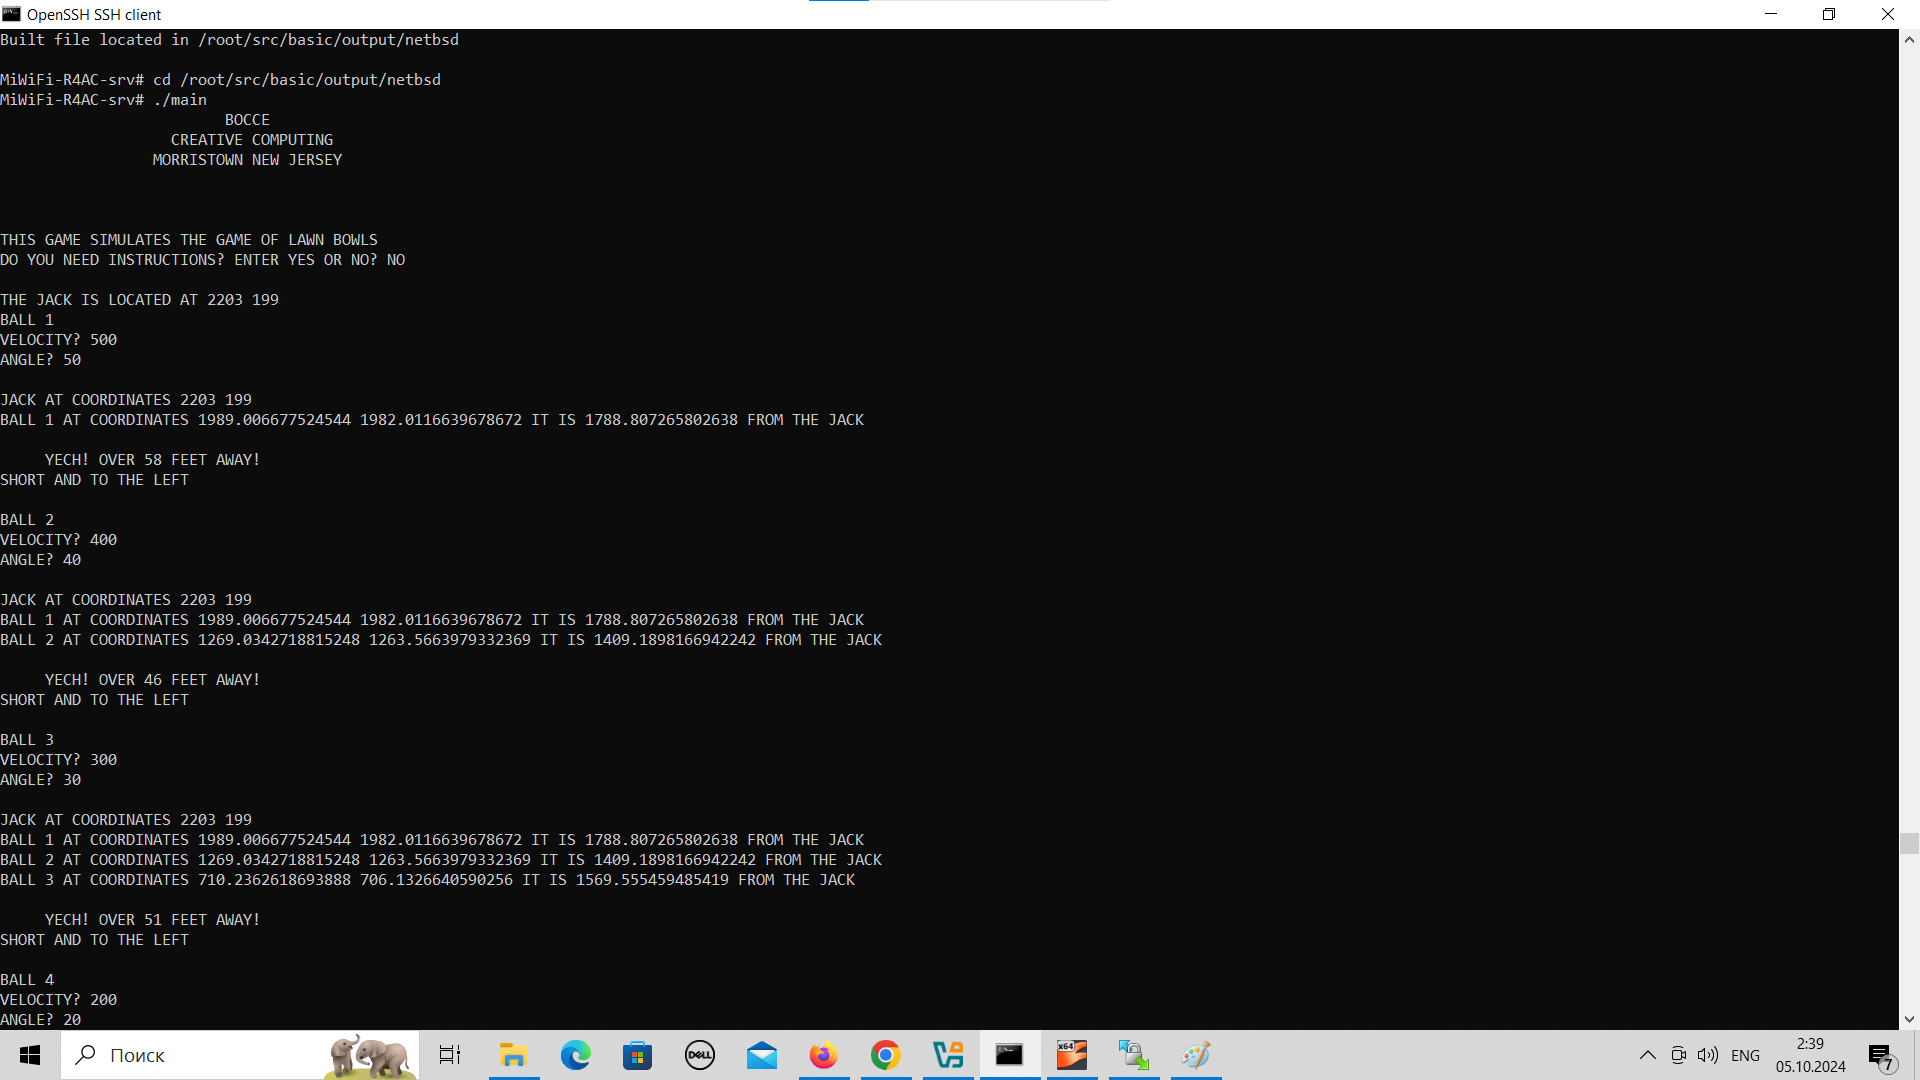 OpenSSH SSH client
Built file located in /root/src/basic/output/netbsd
MiWiFi-R4AC-srv# cd /root/src/basic/output/netbsd
MiWiFi-R4AC-srv# ./main
BOCCE
CREATIVE COMPUTING
MORRISTOWN NEW JERSEY
THIS GAME SIMULATES THE GAME OF LAWN BOWLS
DO YOU NEED INSTRUCTIONS? ENTER YES OR NO? NO
THE JACK IS LOCATED AT 2203 199
BALL 1
VELOCITY? 500
ANGLE? 50
JACK AT COORDINATES 2203 199
BALL 1 AT COORDINATES 1989.006677524544 1982.0116639678672 IT IS 1788.807265802638 FROM THE JACK
YECH! OVER 58 FEET AWAY!
SHORT AND TO THE LEFT
BALL 2
VELOCITY? 400
ANGLE? 40
JACK AT COORDINATES 2203 199
BALL 1 AT COORDINATES 1989.006677524544 1982.0116639678672 IT IS 1788.807265802638 FROM THE JACK
BALL 2 AT COORDINATES 1269.0342718815248 1263.5663979332369 IT IS 1409.1898166942242 FROM THE JACK
YECH! OVER 46 FEET AWAY!
SHORT AND TO THE LEFT
BALL 3
VELOCITY? 300
ANGLE? 30
JACK AT COORDINATES 2203 199
BALL 1 AT COORDINATES 1989.006677524544 1982.0116639678672 IT IS 1788.807265802638 FROM THE JACK
BALL 2 AT COORDINATES 1269.0342718815248 1263.5663979332369 IT IS 1409.1898166942242 FROM THE JACK
BALL 3 AT COORDINATES 710.2362618693888 706.1326640590256 IT IS 1569.555459485419 FROM THE JACK
YECH! OVER 51 FEET AWAY!
SHORT AND TO THE LEFT
BALL 4
VELOCITY? 200
ANGLE? 20
Поиск
DELL
x64
ENG
2:39
05.10.2024
7